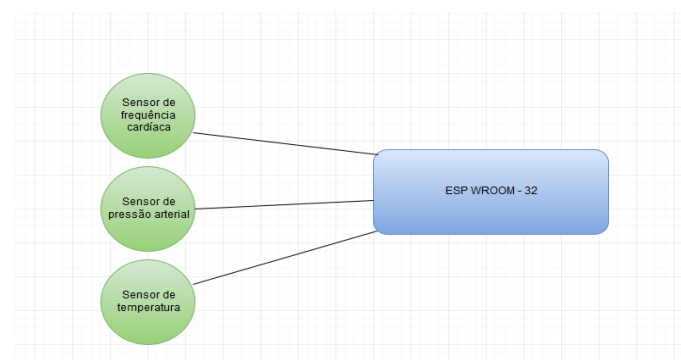 Sensor de
frequência
cardíaca
ESP WROOM - 32
Sensor de
pressão arterial
Sensor de
temperatura